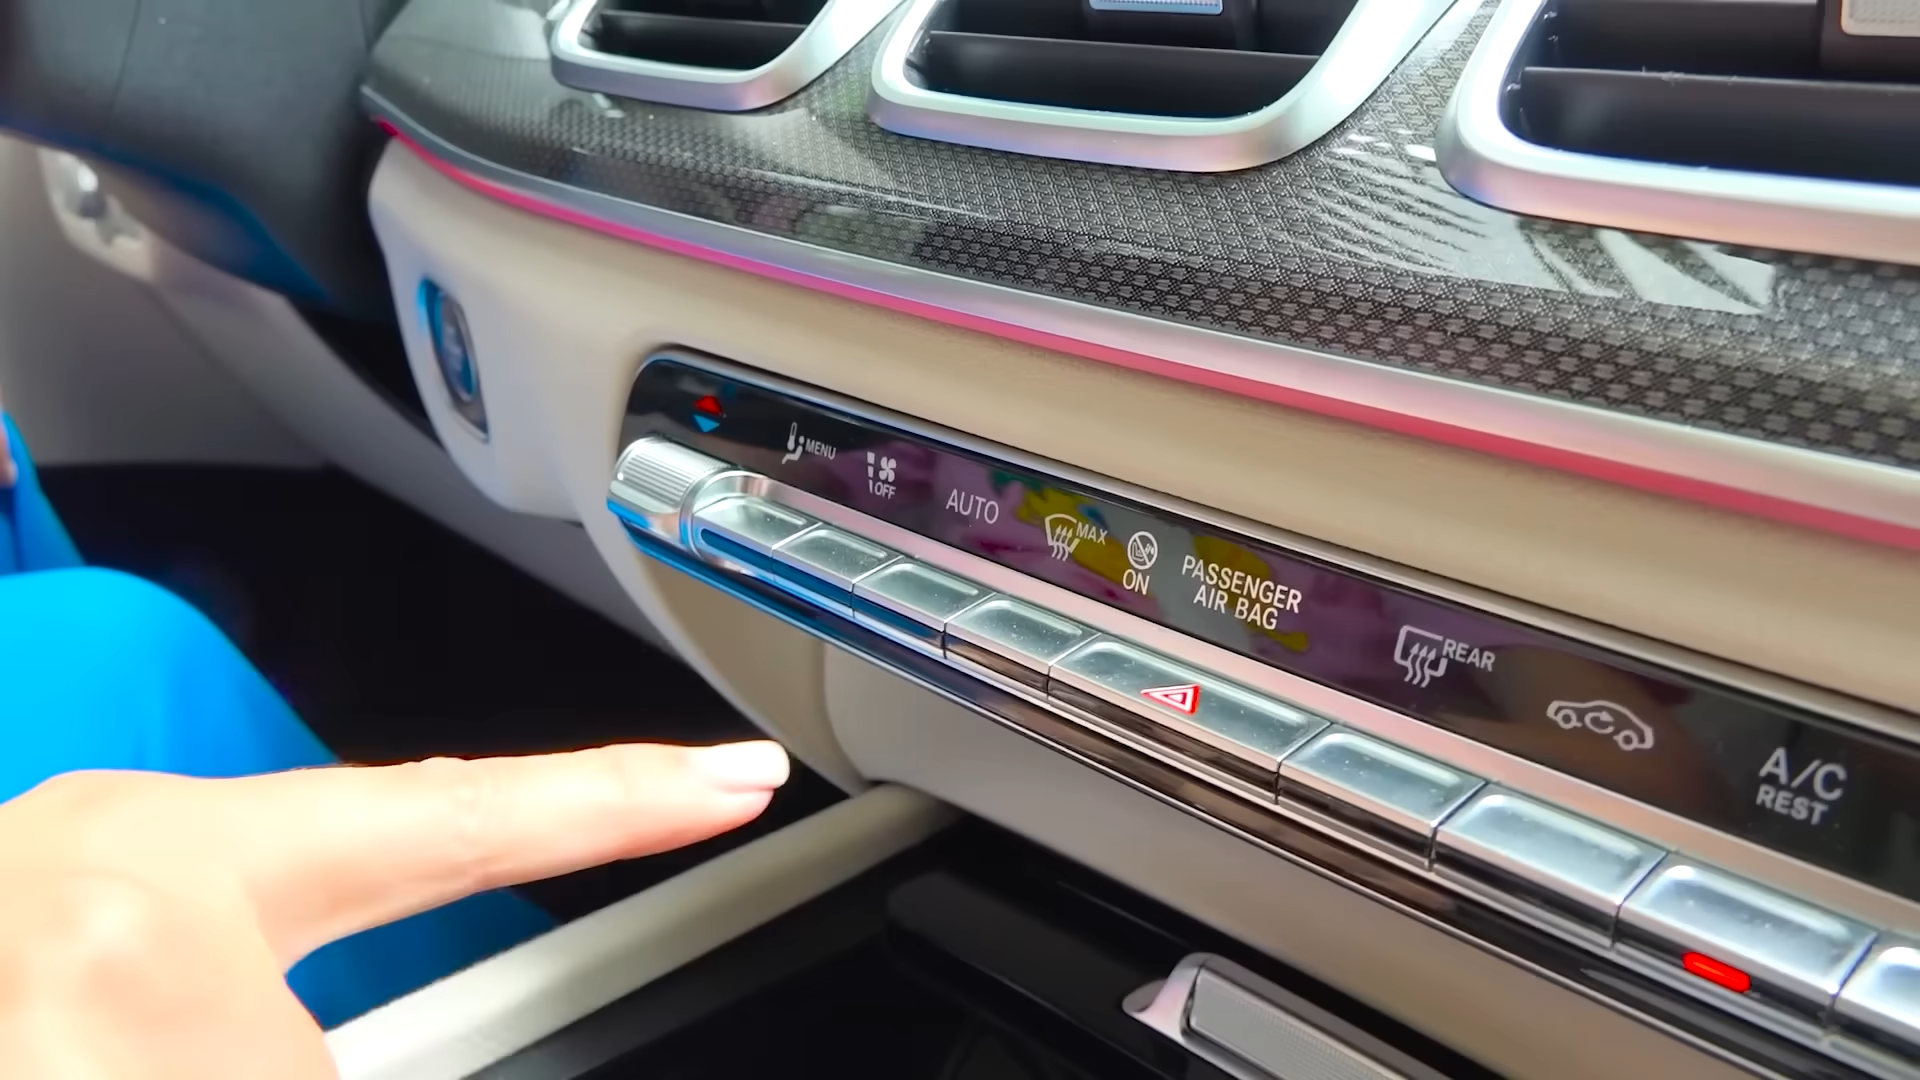 MENU
OFF
AUTO
MAX
ON
PASSENGER
AIR BAG
REAR
A/C
REST